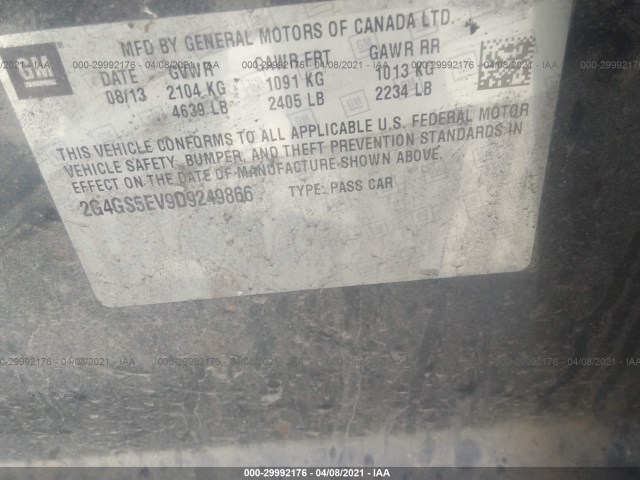 MFD BY GENERAL MOTORS OF CANADA LTD.
GM
DATE GVWR GAWR FRT GAWR RR
08/13 2104 KG 1091 KG 1013 KG
4639 LB 2405 LB 2234 LB
THIS VEHICLE CONFORMS TO ALL APPLICABLE U.S. FEDERAL MOTOR
VEHICLE SAFETY, BUMPER, AND THEFT PREVENTION STANDARDS IN
EFFECT ON THE DATE OF MANUFACTURE SHOWN ABOVE.
2G4GS5EV9D9249866 TYPE: PASS CAR
000-29992176 - 04/08/2021 - IAA